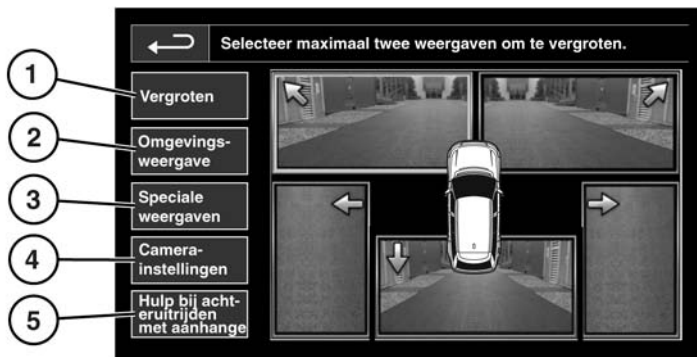 Selecteer maximaal twee weergaven om te vergroten.
1
Vergroten
2
Omgevings-
weergave
3
Speciale
weergaven
4
Camera-
instellingen
5
Hulp bij acht-
eruitrijden
met aanhange